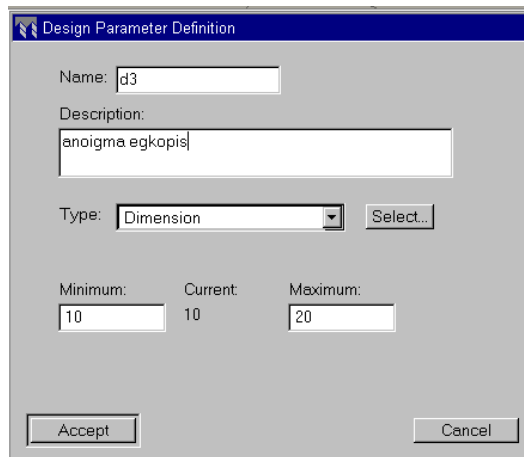 Design Parameter Definition
Name: d3
Description:
anoigma egkopis
Type: Dimension Select...
Minimum: Current: Maximum:
10 10 20
Accept Cancel